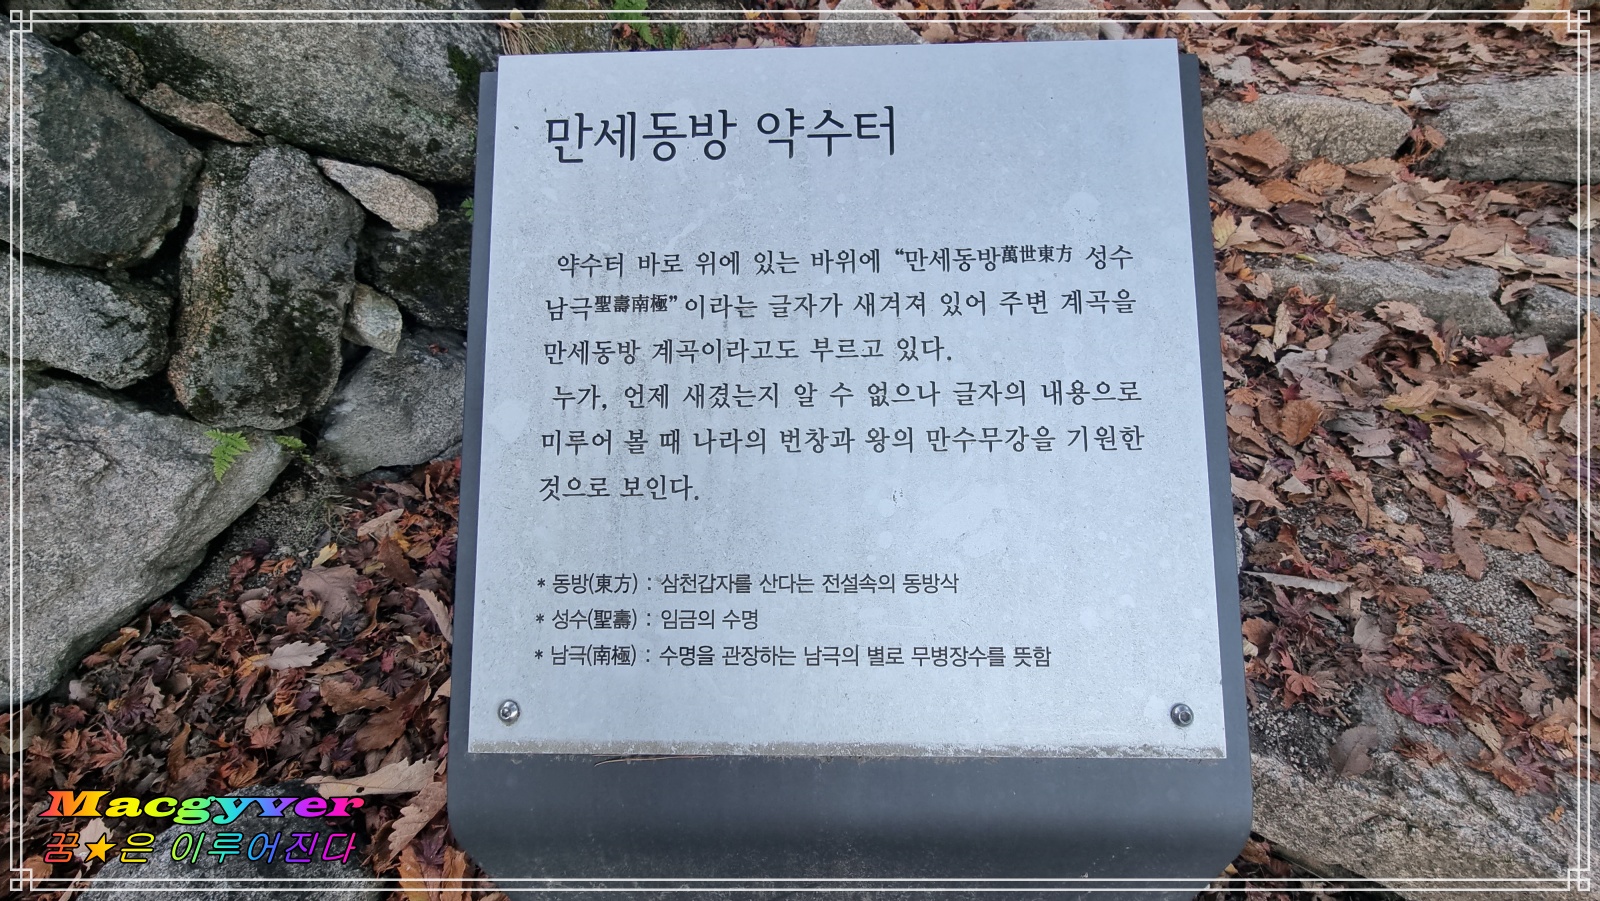 만세동방 약수터
약수터 바로 위에 있는 바위에 “만세동방萬世東方 성수
남극聖壽南極”이라는 글자가 새겨져 있어 주변 계곡을
만세동방 계곡이라고도 부르고 있다.
누가, 언제 새겼는지 알 수 없으나 글자의 내용으로
미루어 볼 때 나라의 번창과 왕의 만수무강을 기원한
것으로 보인다.
* 동방(東方) : 삼천갑자를 산다는 전설속의 동방삭
* 성수(聖壽) : 임금의 수명
* 남극(南極) : 수명을 관장하는 남극의 별로 무병장수를 뜻함
Macgyver
꿈★은 이루어진다